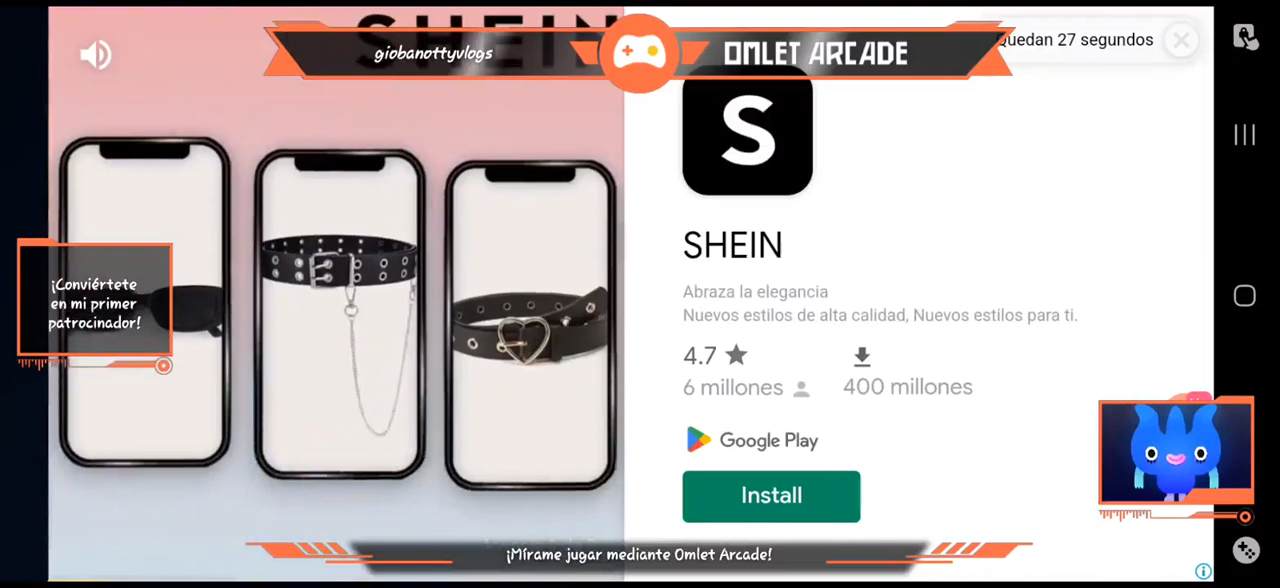 SHEIN
giobanottyvlogs
OMLET ARCADE
Quedan 27 segundos
S
SHEIN
Abraza la elegancia
Nuevos estilos de alta calidad, Nuevos estilos para ti.
4.7
6 millones
400 millones
Google Play
Install
¡Conviértete
en mi primer
patrocinador!
¡Mírame jugar mediante Omlet Arcade!